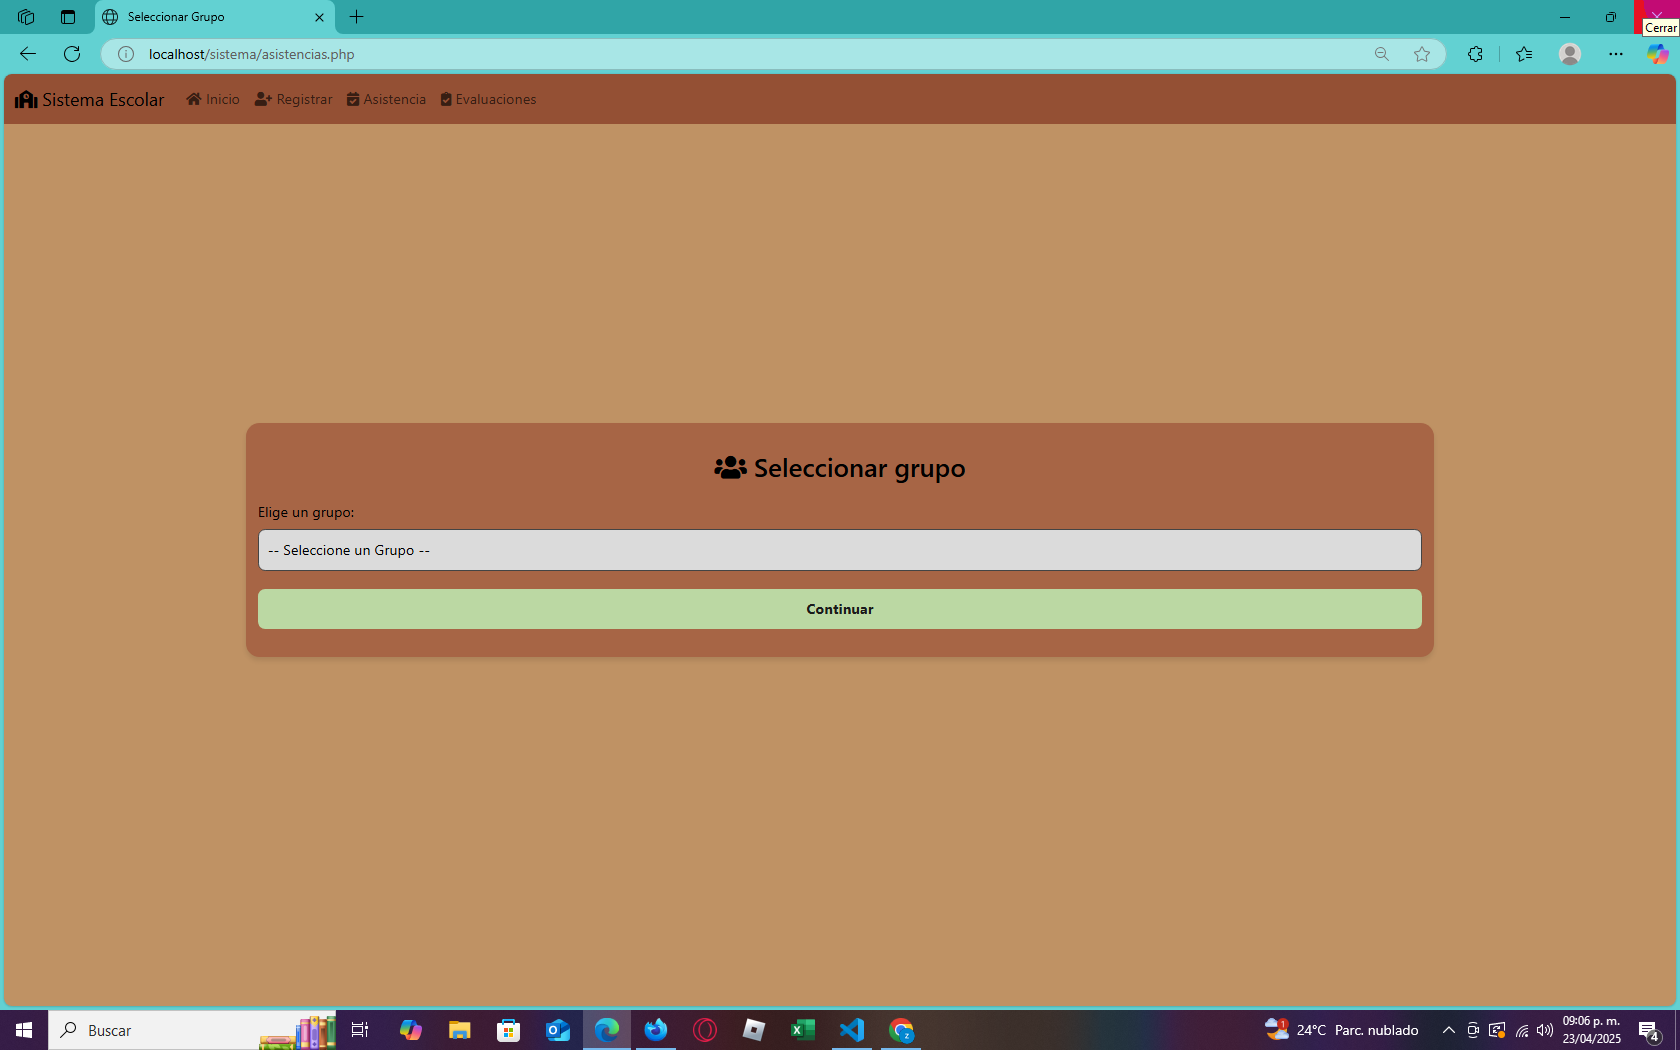 Seleccionar Grupo
Cerrar
localhost/sistema/asistencias.php
Sistema Escolar Inicio Registrar Asistencia Evaluaciones
Seleccionar grupo
Elige un grupo:
-- Seleccione un Grupo --
Continuar
Buscar
1
24°C Parc. nublado
09:06 p. m.
23/04/2025
4